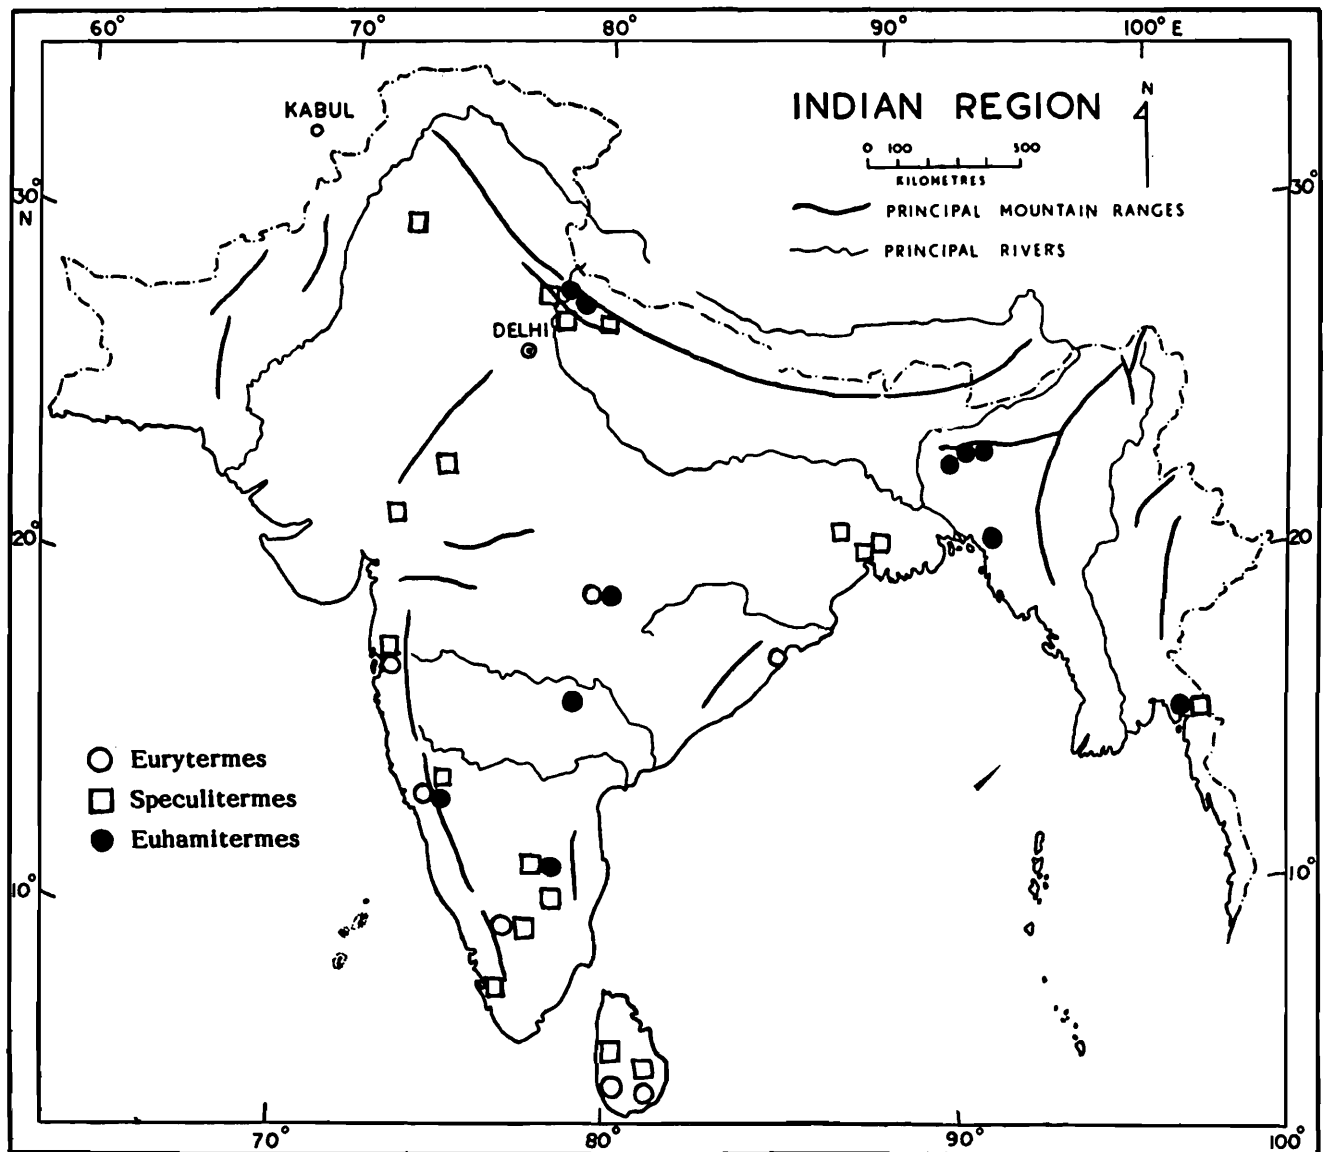 60° 70° 80° 90° 100° E
KABUL
INDIAN REGION
N
0 100 500
KILOMETRES
PRINCIPAL MOUNTAIN RANGES
PRINCIPAL RIVERS
30° 30°
N
DELHI
20° 20
Eurytermes
Speculitermes
Euhamitermes
10° 10°
70° 80° 90° 100°